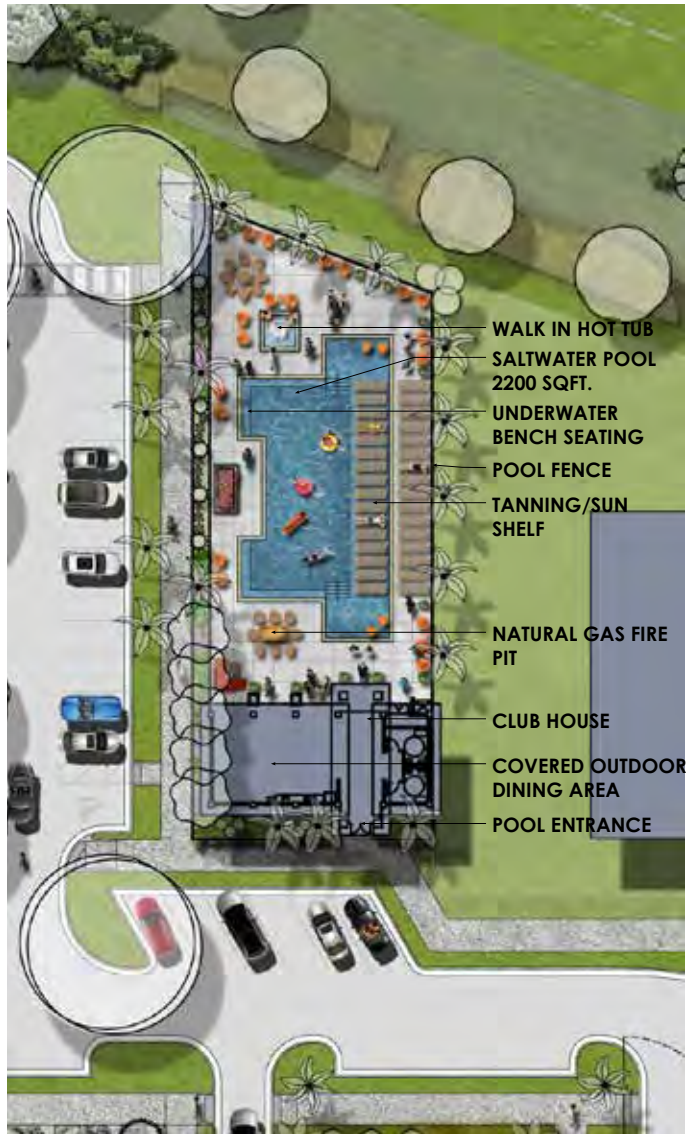 WALK IN HOT TUB
SALTWATER POOL
2200 SQFT.
UNDERWATER
BENCH SEATING
POOL FENCE
TANNING/SUN
SHELF
NATURAL GAS FIRE
PIT
CLUB HOUSE
COVERED OUTDOOR
DINING AREA
POOL ENTRANCE